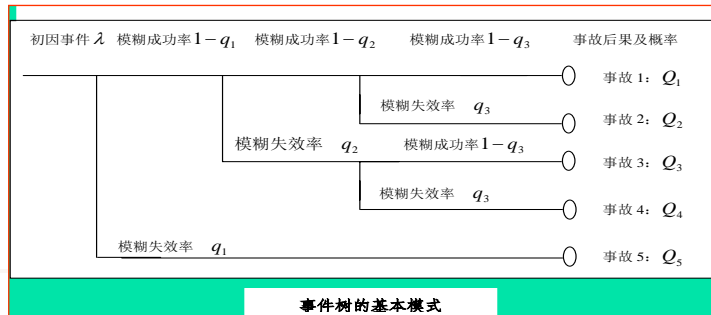 初因事件 λ 模糊成功率1−q₁ 模糊成功率1−q₂ 模糊成功率1−q₃ 事故后果及概率
事故 1: Q₁
模糊失效率 q₃ 事故 2: Q₂
模糊失效率 q₂ 模糊成功率1−q₃ 事故 3: Q₃
模糊失效率 q₃ 事故 4: Q₄
模糊失效率 q₁ 事故 5: Q₅
事件树的基本模式